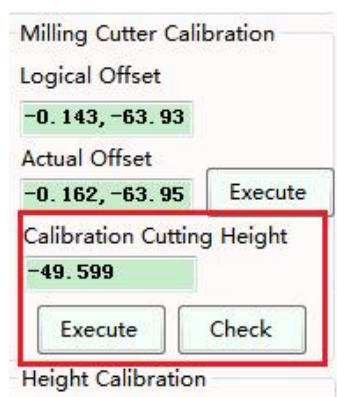 Milling Cutter Calibration
Logical Offset
-0.143,-63.93
Actual Offset
-0.162,-63.95 Execute
Calibration Cutting Height
-49.599
Execute Check
Height Calibration